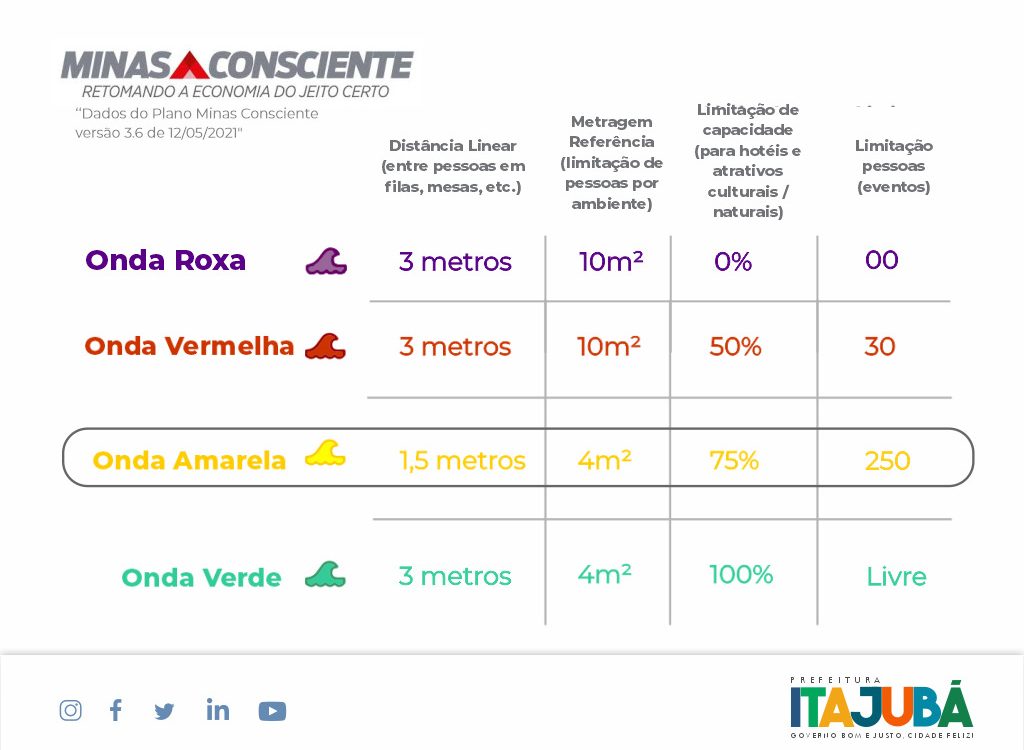 MINAS CONSCIENTE
RETOMANDO A ECONOMIA DO JEITO CERTO
“Dados do Plano Minas Consciente
versão 3.6 de 12/05/2021"
Distância Linear
(entre pessoas em
filas, mesas, etc.)
Metragem
Referência
(limitação de
pessoas por
ambiente)
Limitação de
capacidade
(para hotéis e
atrativos
culturais /
naturais)
Limitação
pessoas
(eventos)
Onda Roxa 3 metros 10m² 0% 00
Onda Vermelha 3 metros 10m² 50% 30
Onda Amarela 1,5 metros 4m² 75% 250
Onda Verde 3 metros 4m² 100% Livre
PREFEITURA
ITAJUBÁ
GOVERNO BOM E JUSTO, CIDADE FELIZ!